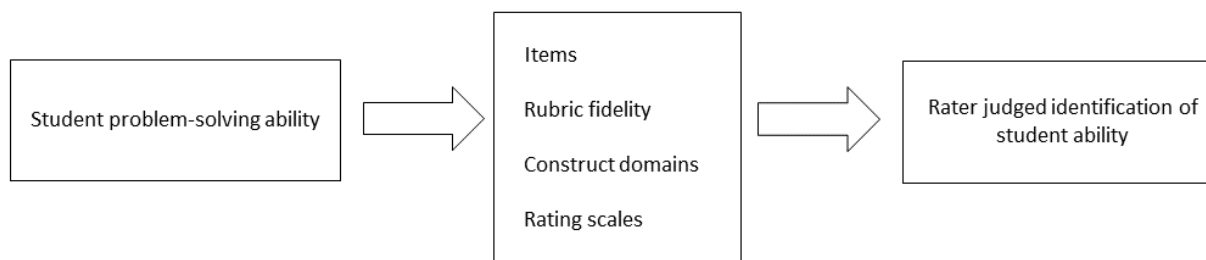 Student problem-solving ability
Items
Rubric fidelity
Construct domains
Rating scales
Rater judged identification of
student ability